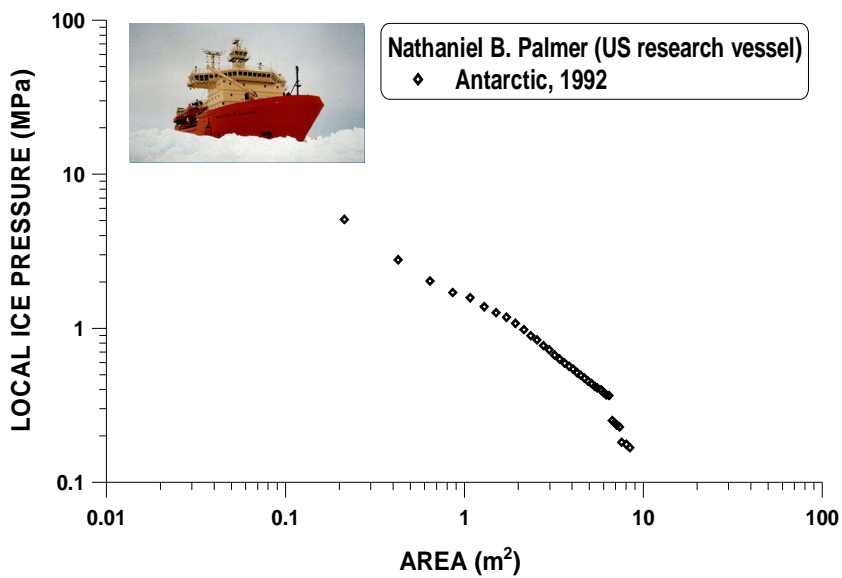 Nathaniel B. Palmer (US research vessel)
Antarctic, 1992
LOCAL ICE PRESSURE (MPa)
100
10
1
0.1
0.01
0.1
1
10
100
AREA (m²)